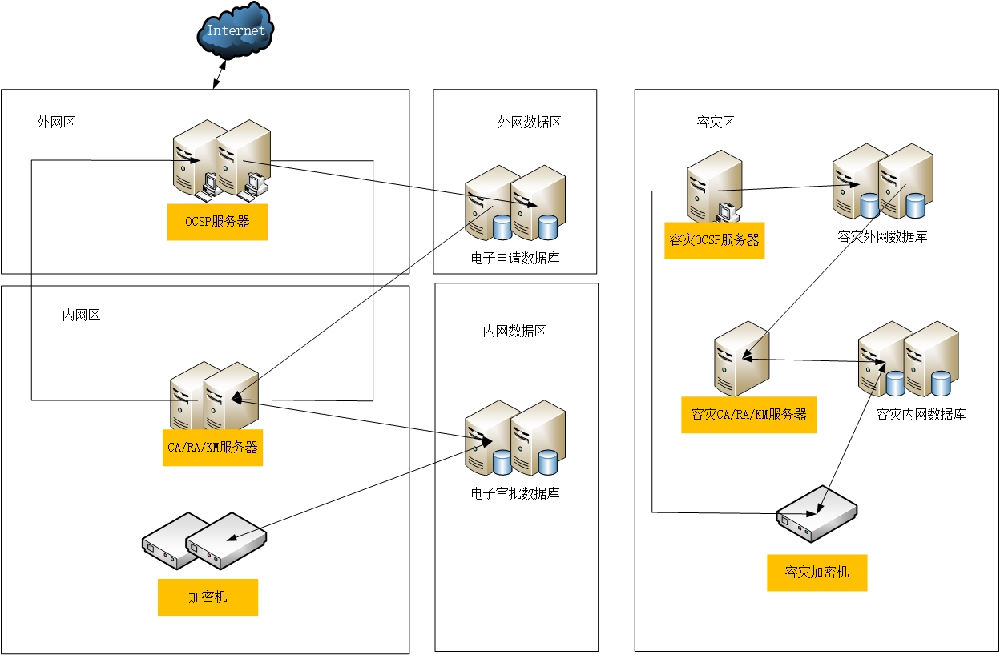 Internet
外网区
外网数据区
容灾区
OCSP服务器
电子申请数据库
容灾OCSP服务器
容灾外网数据库
内网区
内网数据区
CA/RA/KM服务器
电子审批数据库
容灾CA/RA/KM服务器
容灾内网数据库
加密机
容灾加密机